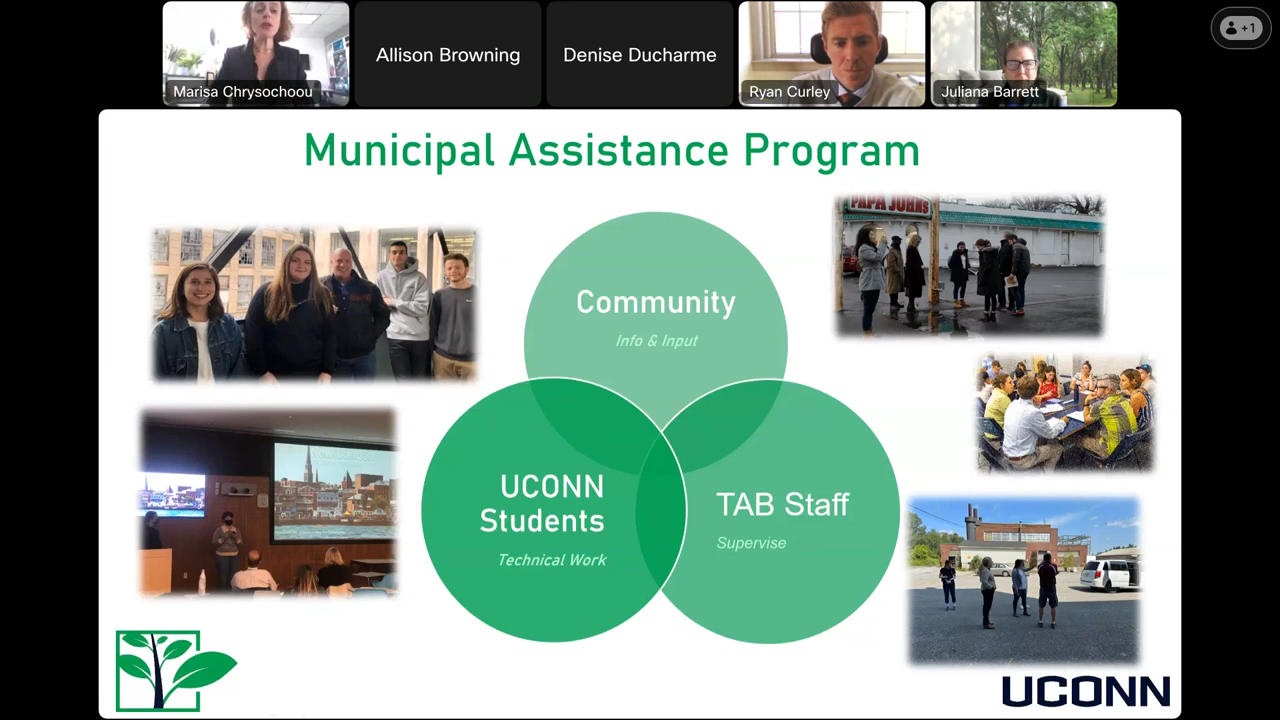 Marisa Chrysochoou
Allison Browning
Denise Ducharme
Ryan Curley
Juliana Barrett
+1
Municipal Assistance Program
PAPA JOHNS
Community
Info & Input
UCONN
Students
Technical Work
TAB Staff
Supervise
UCONN